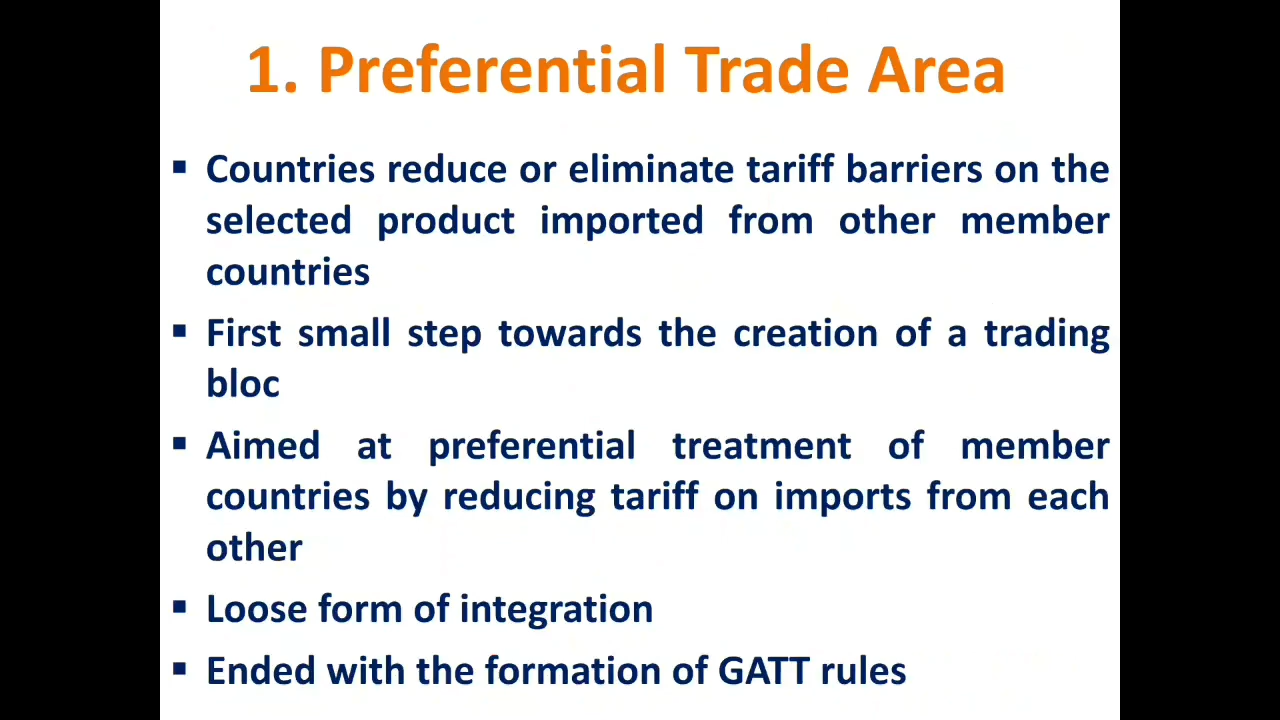 1. Preferential Trade Area
▪ Countries reduce or eliminate tariff barriers on the
selected product imported from other member
countries
▪ First small step towards the creation of a trading
bloc
▪ Aimed at preferential treatment of member
countries by reducing tariff on imports from each
other
▪ Loose form of integration
▪ Ended with the formation of GATT rules